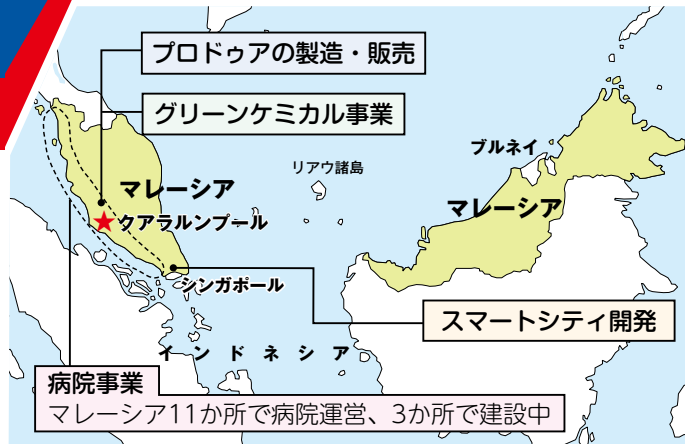 プロドゥアの製造・販売
グリーンケミカル事業
ブルネイ
リアウ諸島
マレーシア
マレーシア
クアラルンプール
シンガポール
スマートシティ開発
インドネシア
病院事業
マレーシア11か所で病院運営、3か所で建設中